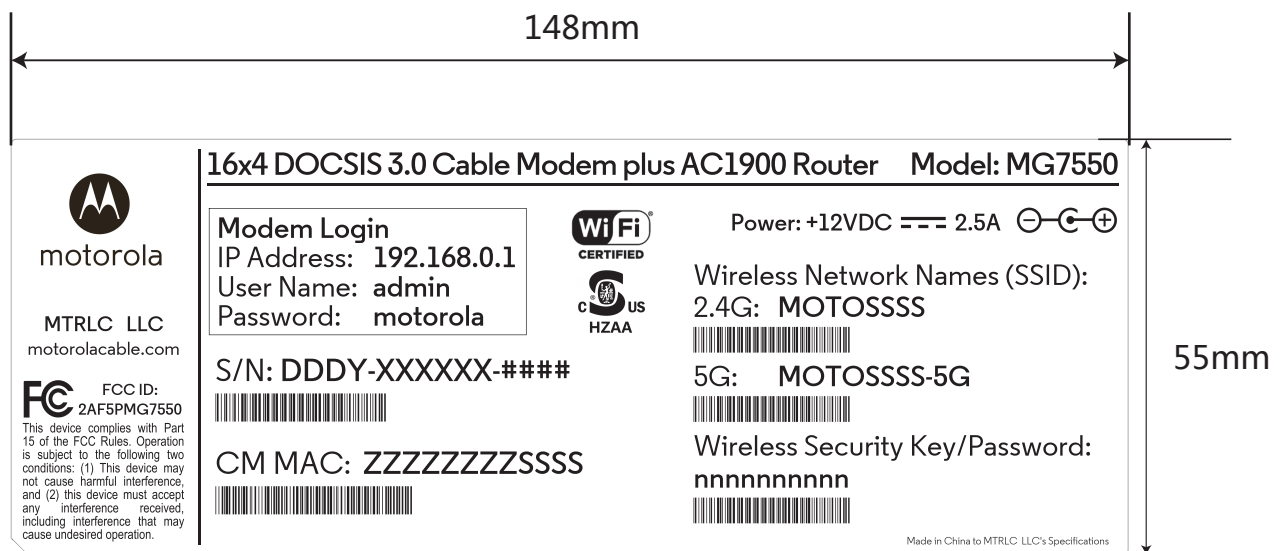 148mm
16x4 DOCSIS 3.0 Cable Modem plus AC1900 Router Model: MG7550
motorola
MTRLC LLC
motorolacable.com
FC
FCC ID:
2AF5PMG7550
This device complies with Part
15 of the FCC Rules. Operation
is subject to the following two
conditions: (1) This device may
not cause harmful interference,
and (2) this device must accept
any interference received,
including interference that may
cause undesired operation.
Modem Login
IP Address: 192.168.0.1
User Name: admin
Password: motorola
S/N: DDDY-XXXXXX-####
CM MAC: ZZZZZZZZSSSS
Wi Fi®
CERTIFIED
C S® US
HZAA
Power: +12VDC 2.5A
Wireless Network Names (SSID):
2.4G: MOTOSSSS
5G: MOTOSSSS-5G
Wireless Security Key/Password:
nnnnnnnnnn
Made in China to MTRLC LLC's Specifications
55mm